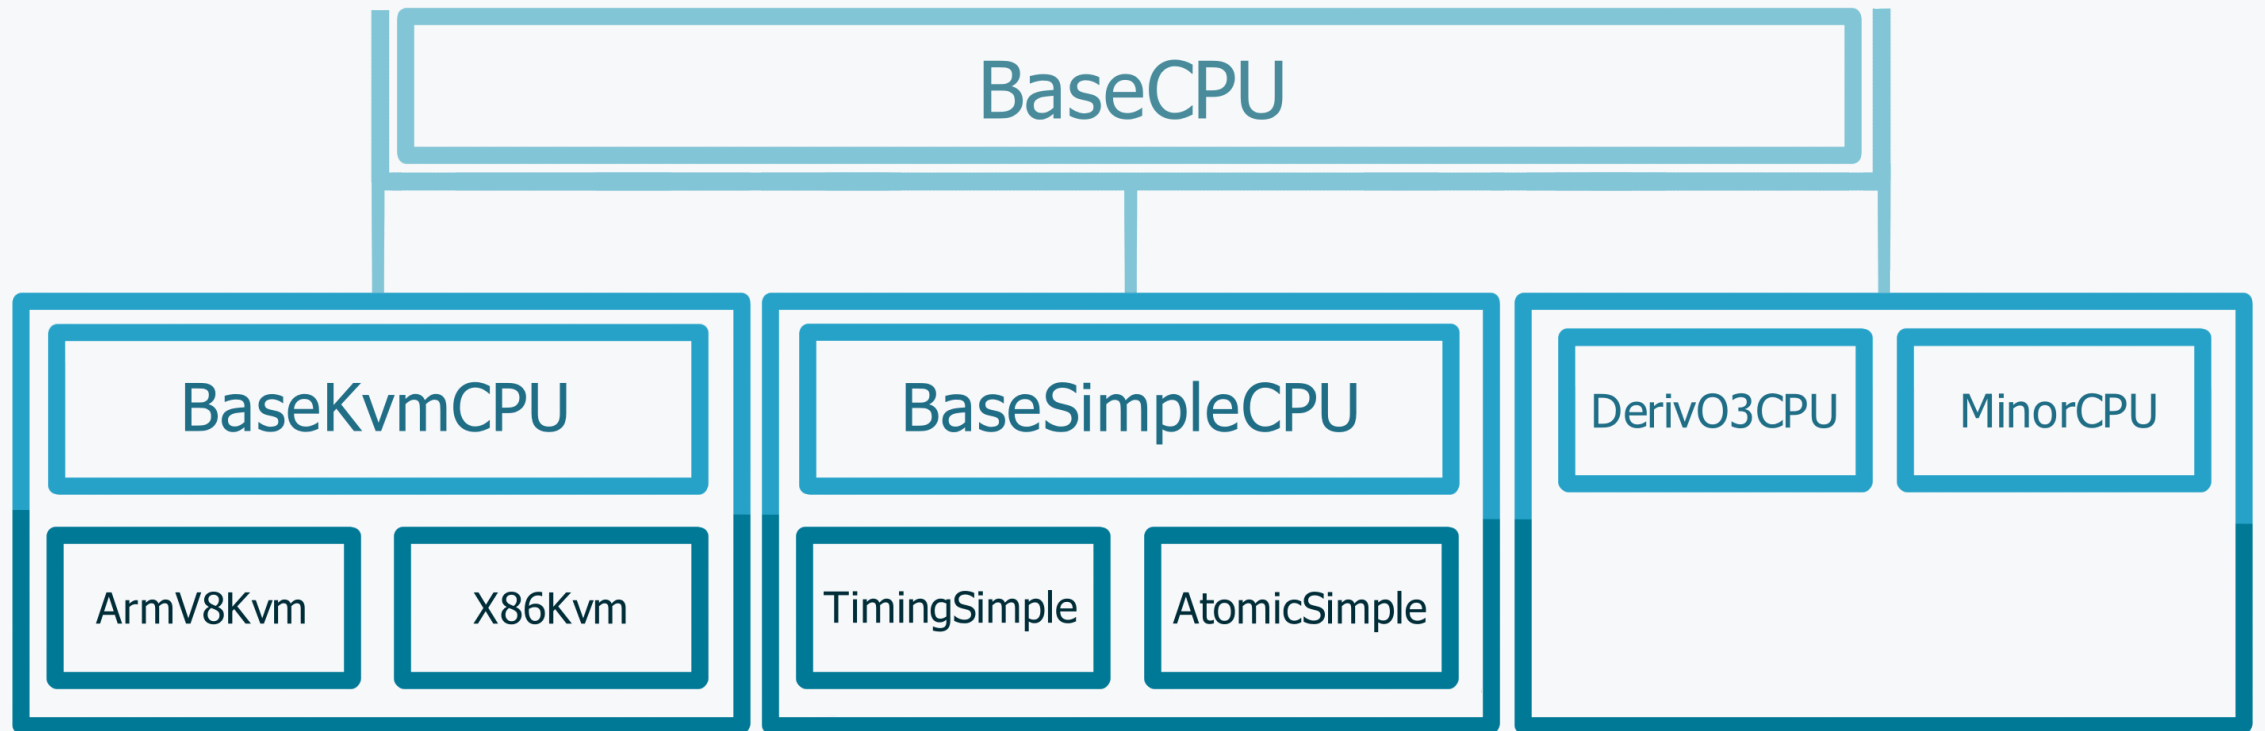 BaseCPU
BaseKvmCPU
BaseSimpleCPU
DerivO3CPU
MinorCPU
ArmV8Kvm
X86Kvm
TimingSimple
AtomicSimple